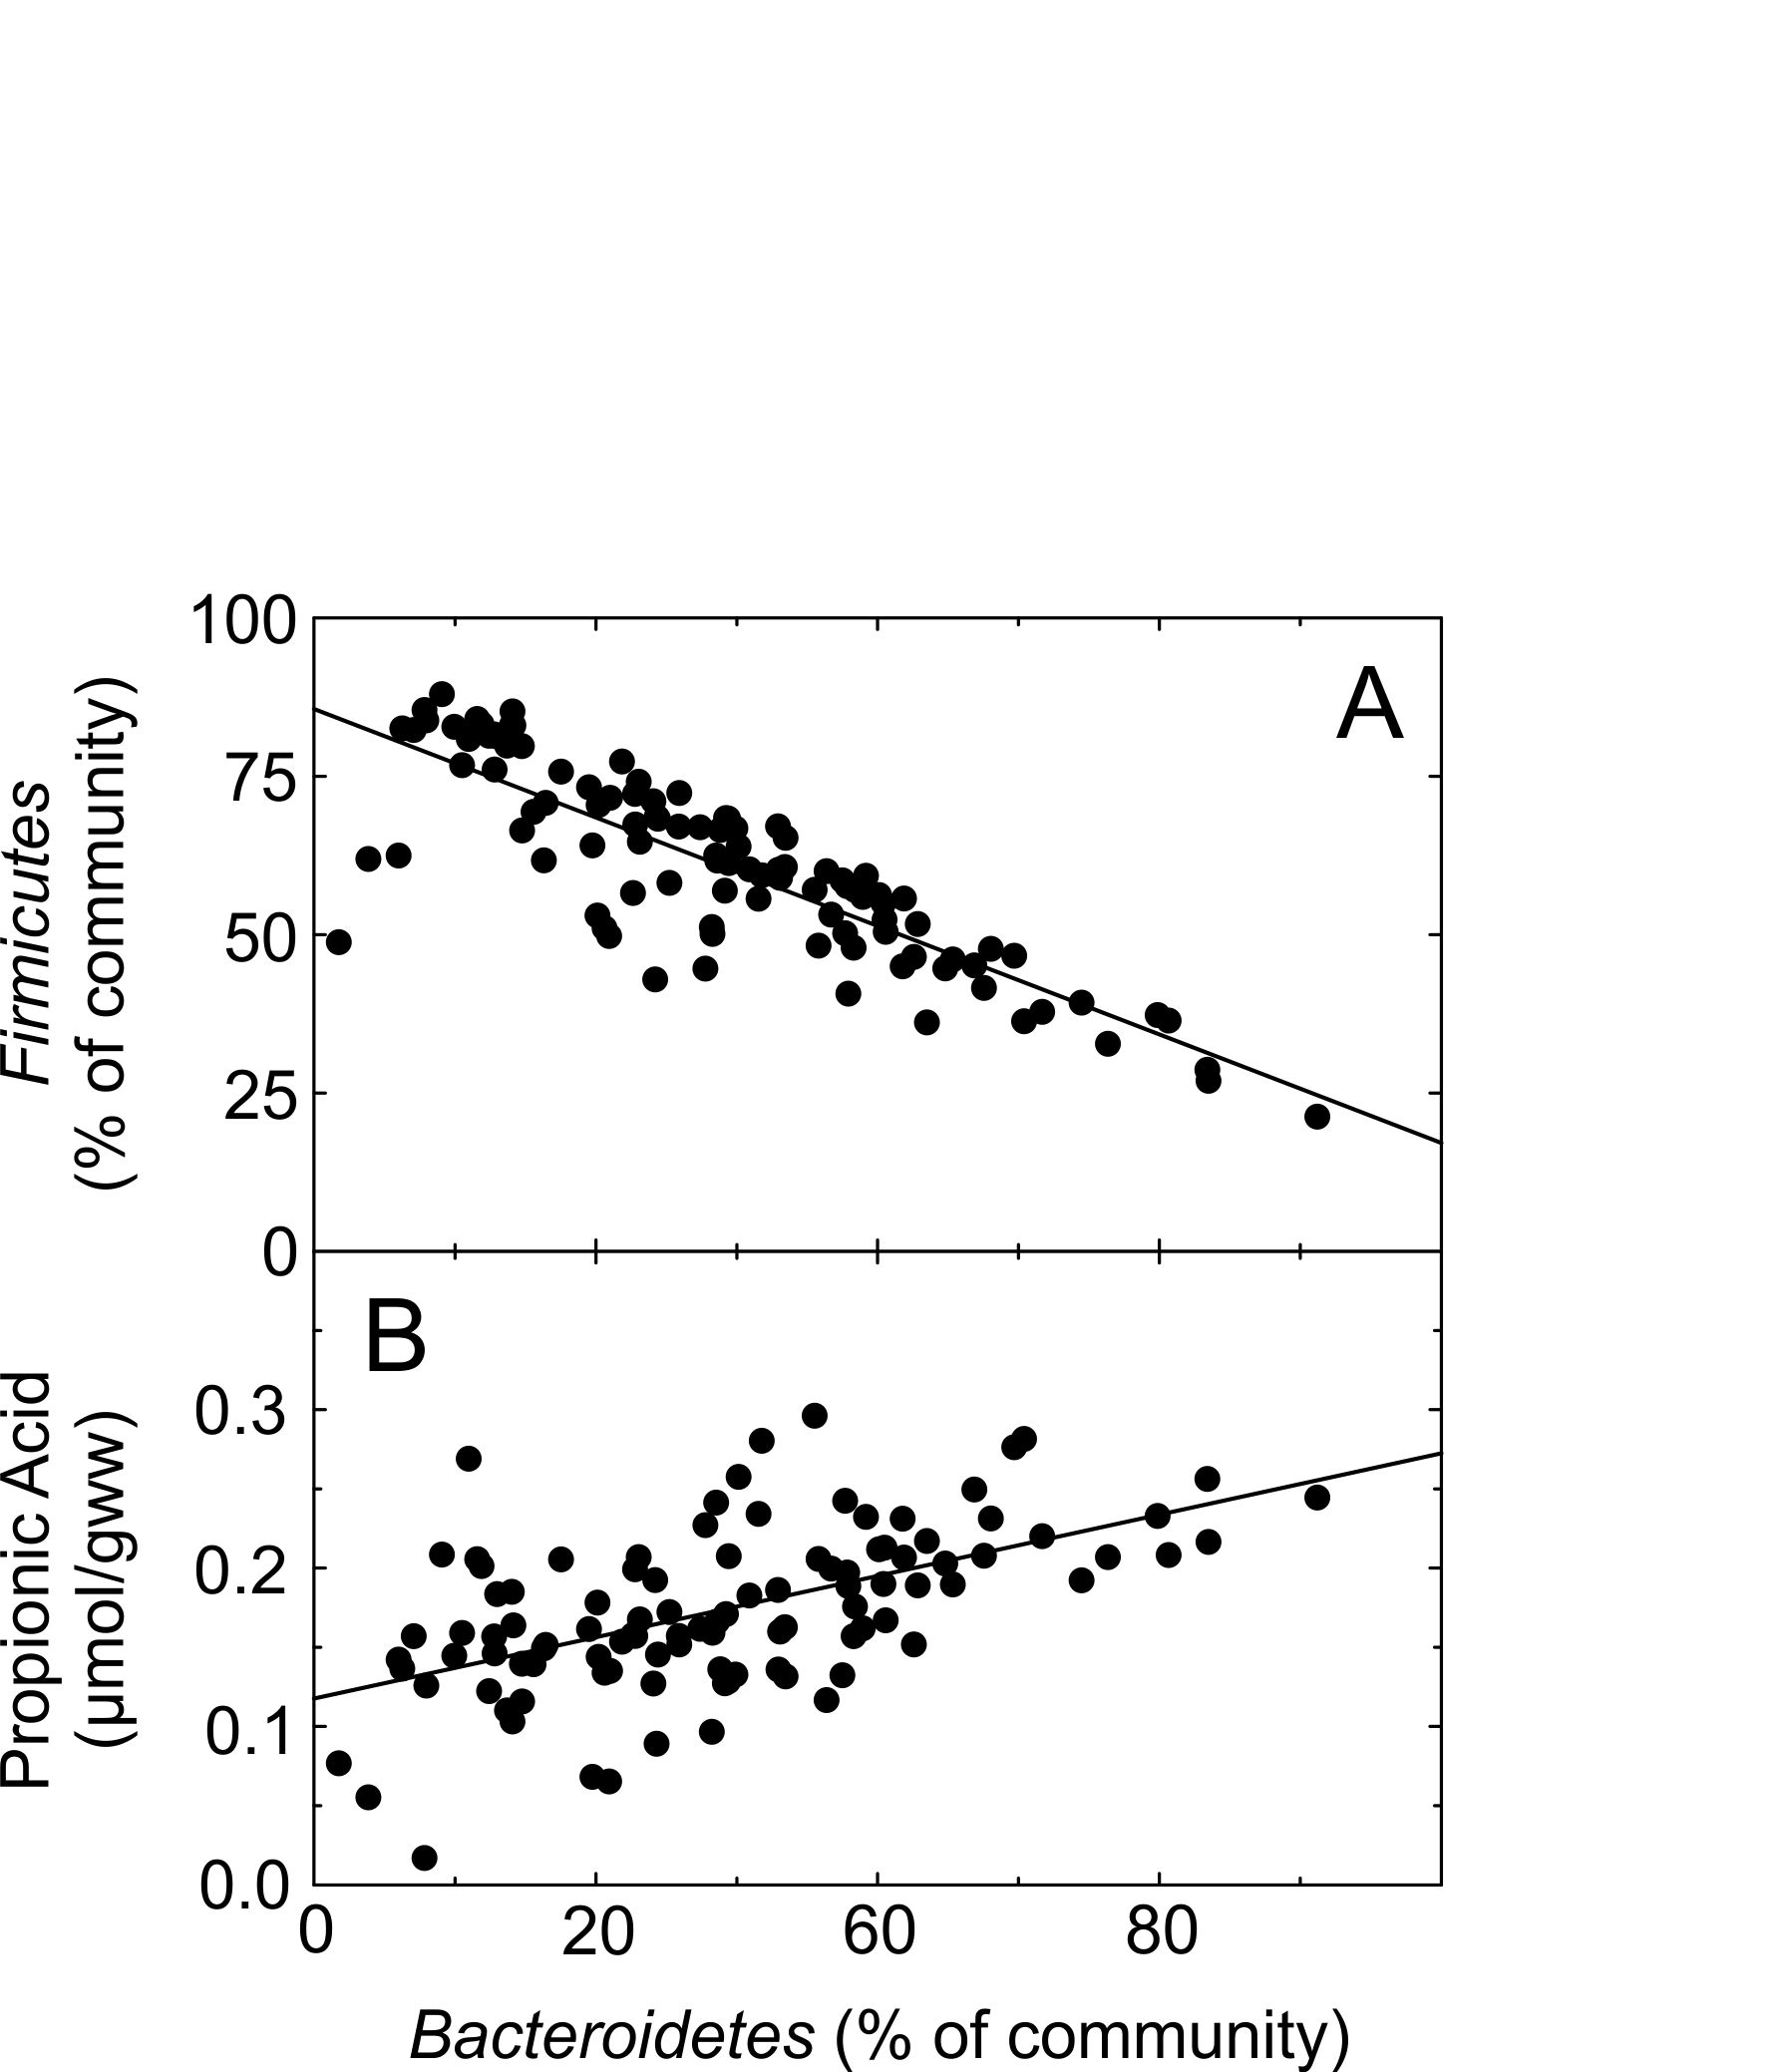 100
A
75
50
25
0
Firmicutes
(% of community)
B
0.3
0.2
0.1
0.0
Propionic Acid
(µmol/gww)
0 20 60 80
Bacteroidetes (% of community)